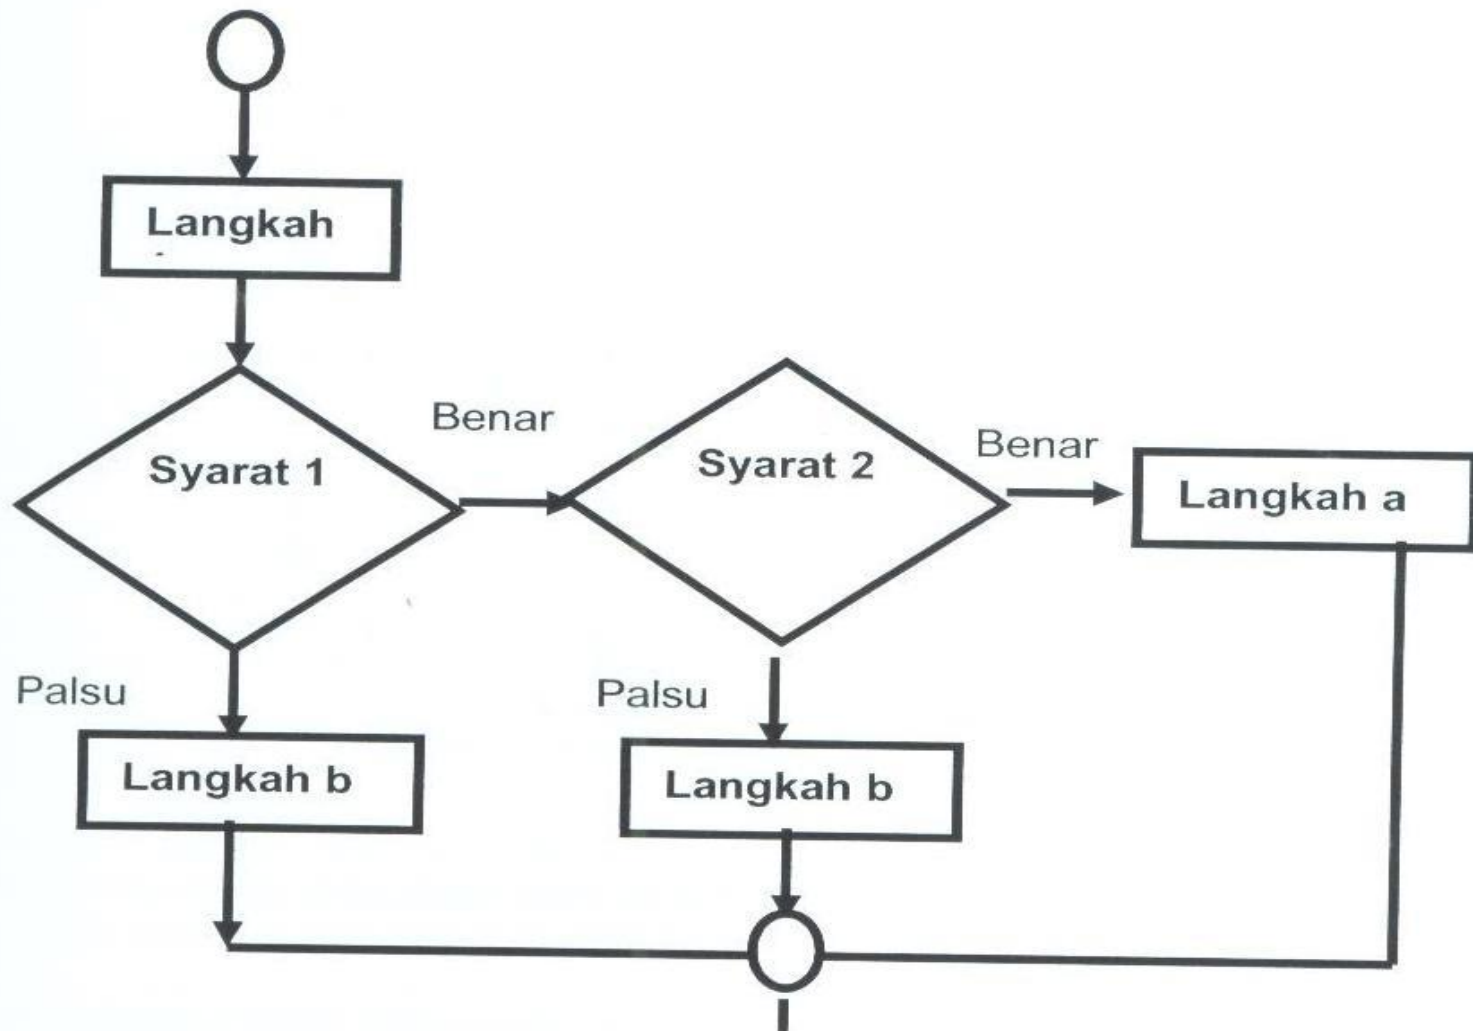 Langkah
Syarat 1
Benar
Syarat 2
Benar
Langkah a
Palsu
Langkah b
Palsu
Langkah b